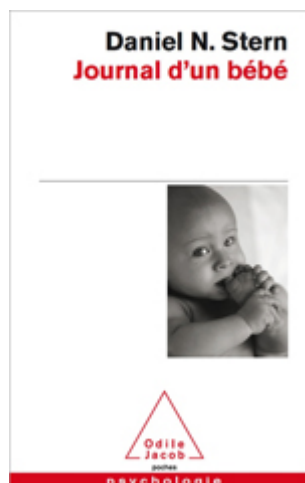 Daniel N. Stern
Journal d'un bébé
Odile
Jacob
poches
psychologie